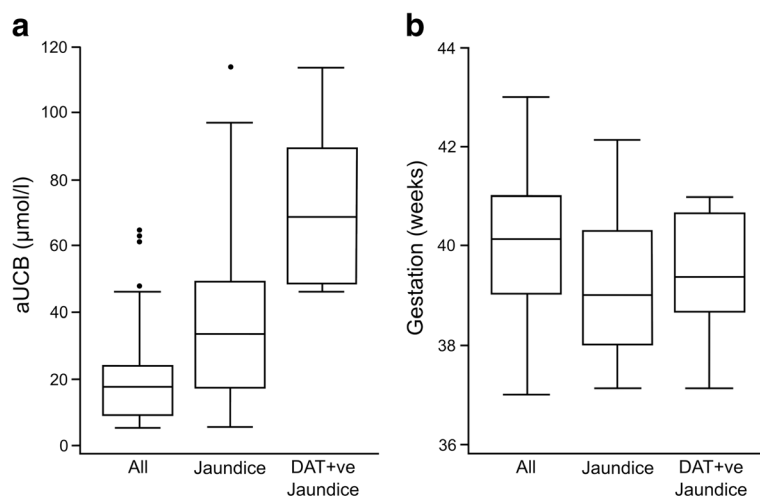 a
120
100
80
60
40
20
0
aUCB (μmol/l)
All
Jaundice
DAT+ve
Jaundice
b
44
42
40
38
36
Gestation (weeks)
All
Jaundice
DAT+ve
Jaundice